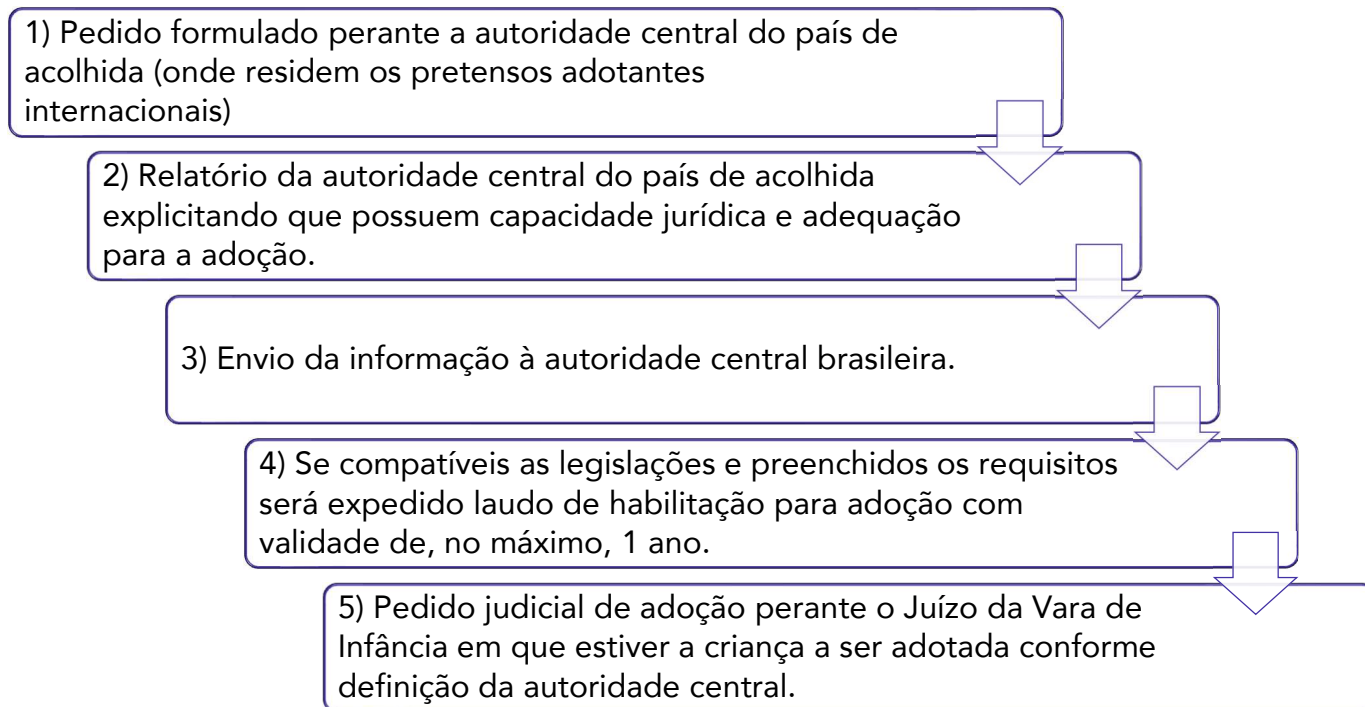 1) Pedido formulado perante a autoridade central do país de
acolhida (onde residem os pretensos adotantes
internacionais)
2) Relatório da autoridade central do país de acolhida
explicitando que possuem capacidade jurídica e adequação
para a adoção.
3) Envio da informação à autoridade central brasileira.
4) Se compatíveis as legislações e preenchidos os requisitos
será expedido laudo de habilitação para adoção com
validade de, no máximo, 1 ano.
5) Pedido judicial de adoção perante o Juízo da Vara de
Infância em que estiver a criança a ser adotada conforme
definição da autoridade central.